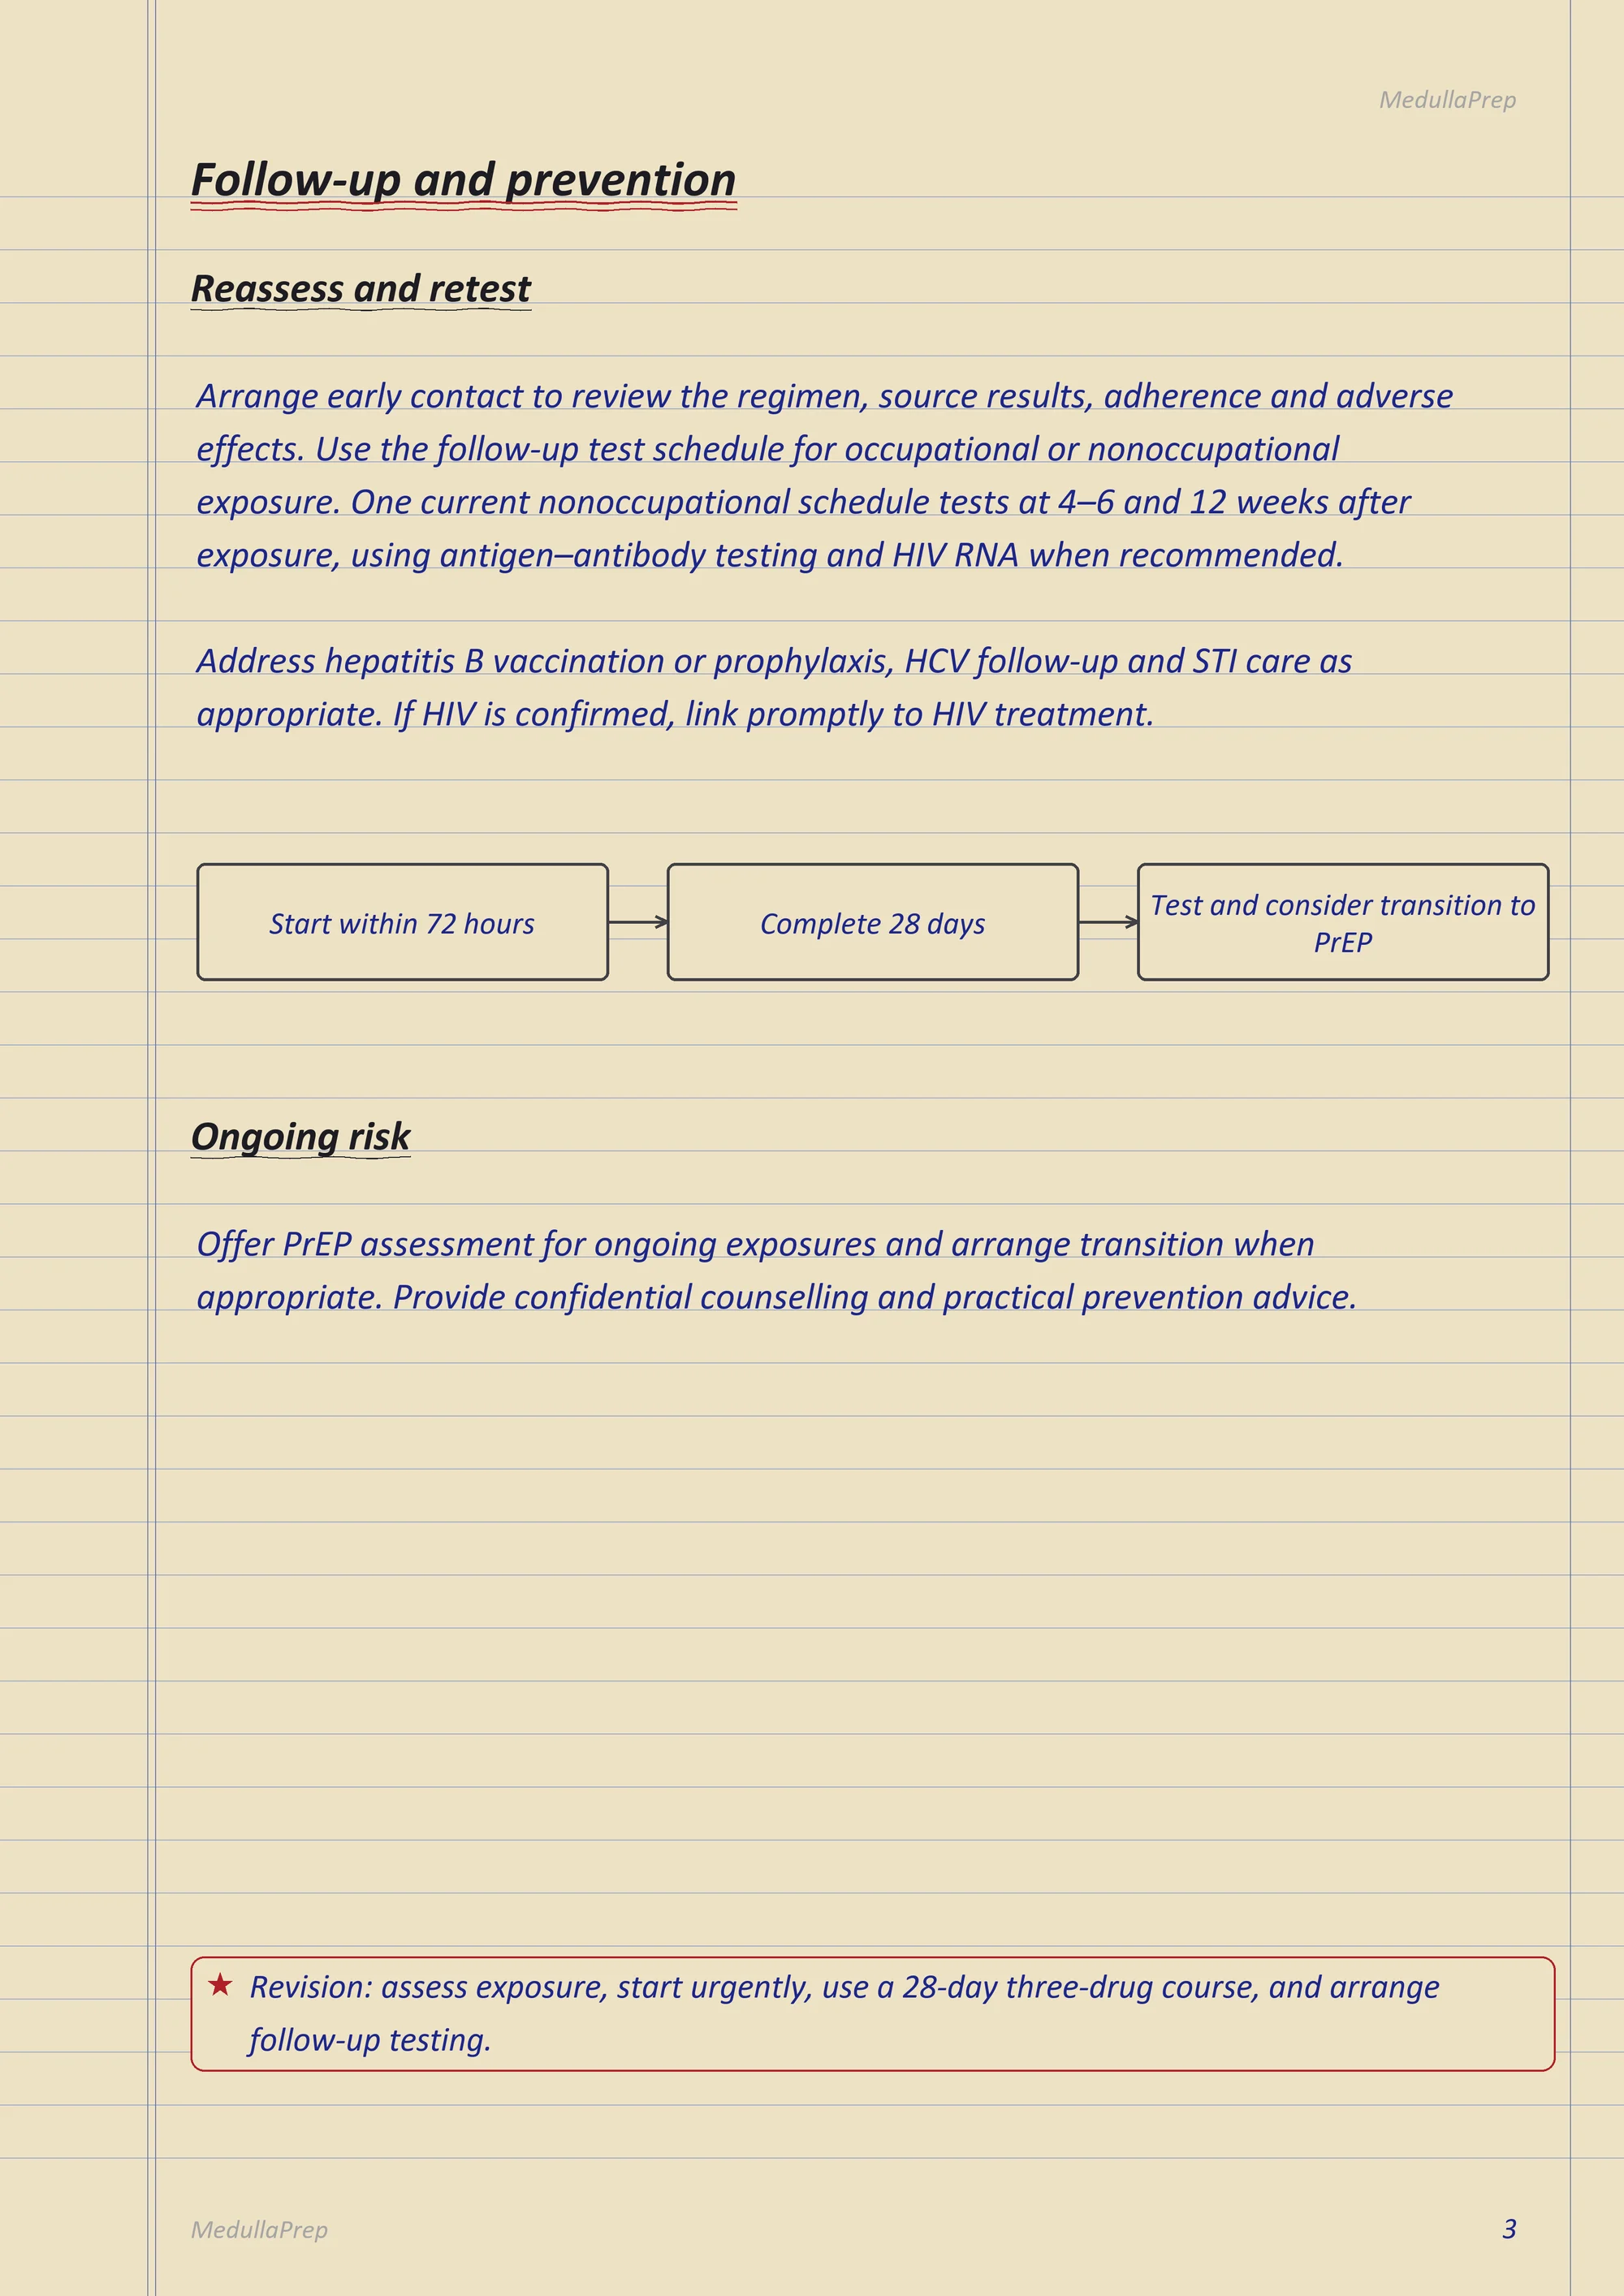 MedullaPrep
Follow-up and prevention
Reassess and retest
Arrange early contact to review the regimen, source results, adherence and adverse
effects. Use the follow-up test schedule for occupational or nonoccupational
exposure. One current nonoccupational schedule tests at 4–6 and 12 weeks after
exposure, using antigen–antibody testing and HIV RNA when recommended.
Address hepatitis B vaccination or prophylaxis, HCV follow-up and STI care as
appropriate. If HIV is confirmed, link promptly to HIV treatment.
Start within 72 hours
Complete 28 days
Test and consider transition to
PrEP
Ongoing risk
Offer PrEP assessment for ongoing exposures and arrange transition when
appropriate. Provide confidential counselling and practical prevention advice.
★ Revision: assess exposure, start urgently, use a 28-day three-drug course, and arrange
follow-up testing.
MedullaPrep
3